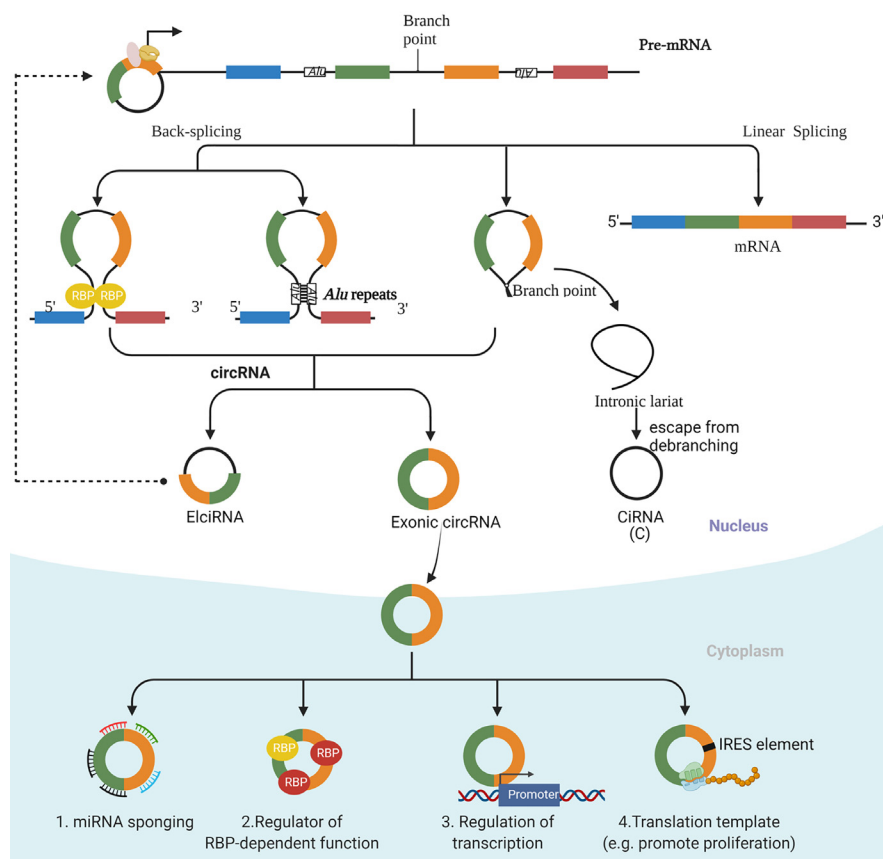 Branch
point
Pre-mRNA
Alu
Alu
Back-splicing
Linear Splicing
5'
3'
mRNA
RBP
RBP
Alu
Alu
Alu repeats
Branch point
5'
3'
5'
3'
circRNA
Intronic lariat
escape from
debranching
ElciRNA
Exonic circRNA
CiRNA
(C)
Nucleus
Cytoplasm
RBP
RBP
RBP
IRES element
Promoter
1. miRNA sponging
2.Regulator of
RBP-dependent function
3. Regulation of
transcription
4.Translation template
(e.g. promote proliferation)